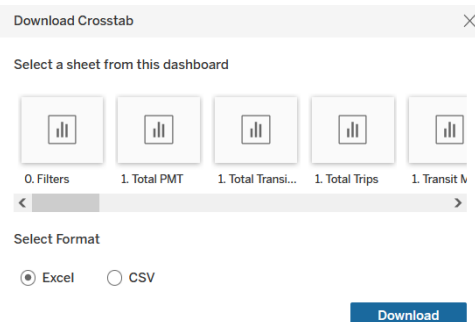 Download Crosstab
Select a sheet from this dashboard
0. Filters
1. Total PMT
1. Total Transi...
1. Total Trips
1. Transit
Select Format
Excel
CSV
Download